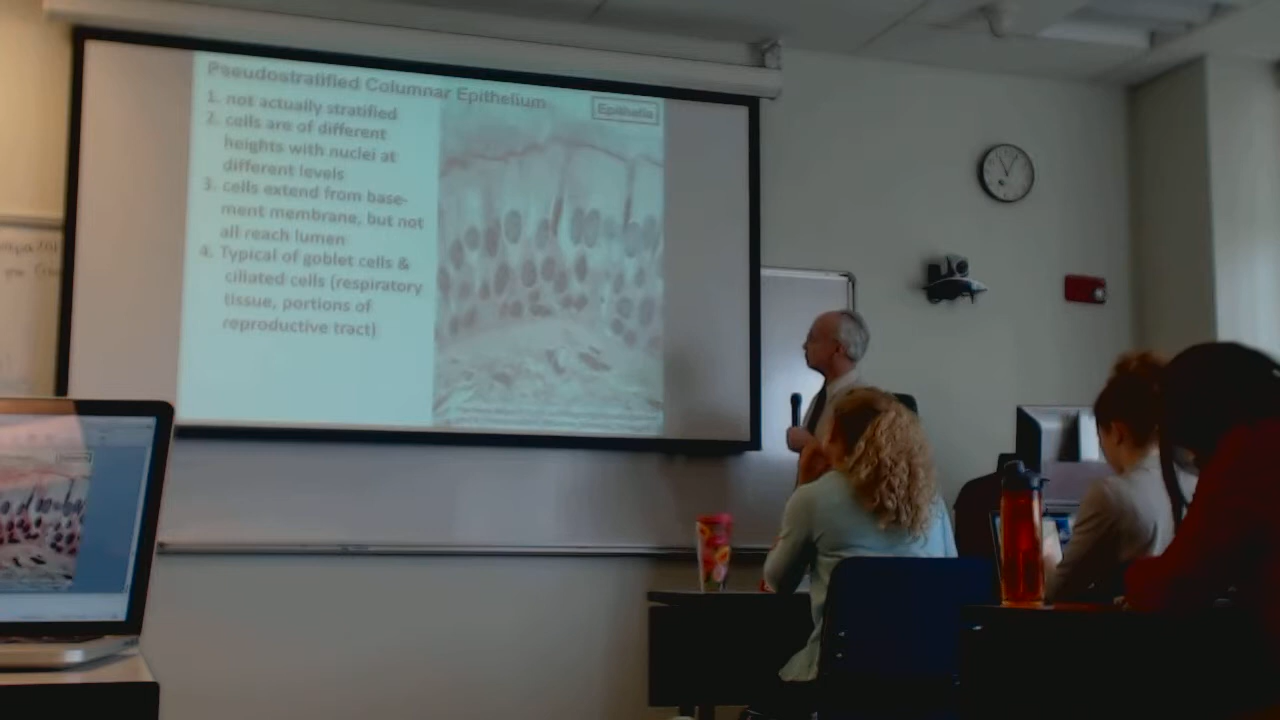 Pseudostratified Columnar Epithelium
Epithelia
1. not actually stratified
2. cells are of different
heights with nuclei at
different levels
3. cells extend from base-
ment membrane, but not
all reach lumen
4. Typical of goblet cells &
ciliated cells (respiratory
tissue, portions of
reproductive tract)